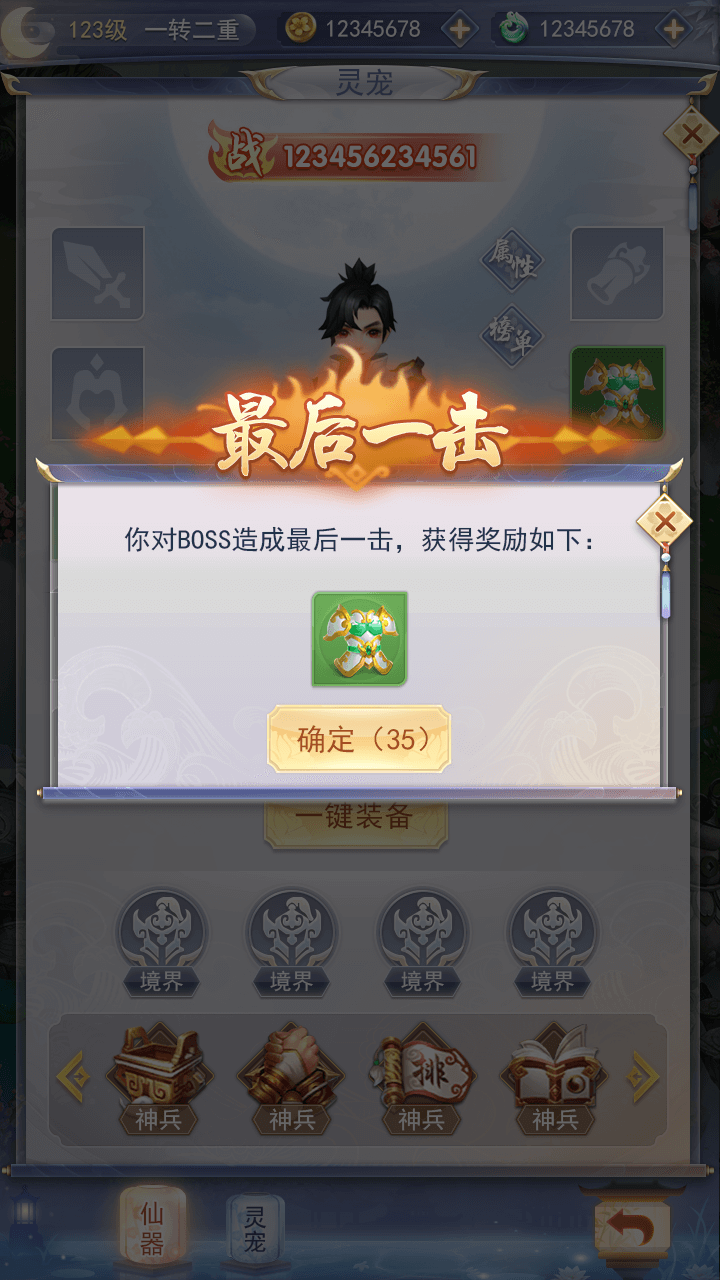 123级 一转二重 12345678 12345678
灵宠
战 123456234561
属性
榜单
最后一击
你对BOSS造成最后一击，获得奖励如下：
确定（35）
一键装备
境界 境界 境界 境界
排
神兵 神兵 神兵 神兵
仙器 灵宠